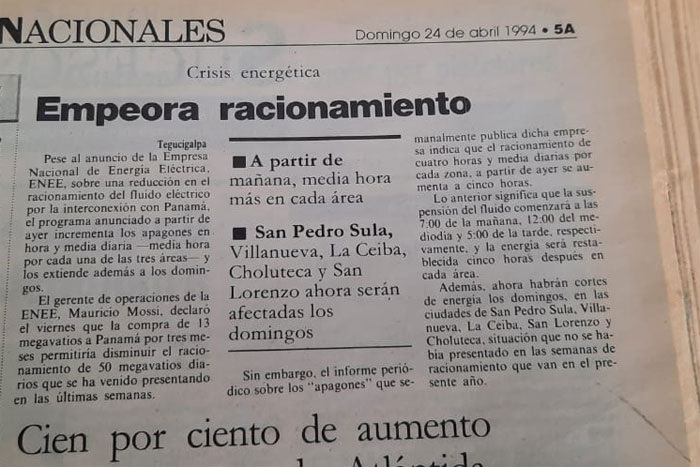 NACIONALES
Domingo 24 de abril 1994 • 5A
Crisis energética
Empeora racionamiento
Tegucigalpa
Pese al anuncio de la Empresa
Nacional de Energía Eléctrica,
ENEE, sobre una reducción en el
racionamiento del fluido eléctrico
por la interconexión con Panamá,
el programa anunciado a partir de
ayer incrementa los apagones en
hora y media diaria —media hora
por cada una de las tres áreas— y
los extiende además a los domin-
gos.
El gerente de operaciones de la
ENEE, Mauricio Mossi, declaró
el viernes que la compra de 13
megavatios a Panamá por tres me-
ses permitiría disminuir el racio-
namiento de 50 megavatios dia-
rios que se ha venido presentando
en las últimas semanas.
■ A partir de
mañana, media hora
más en cada área
■ San Pedro Sula,
Villanueva, La Ceiba,
Choluteca y San
Lorenzo ahora serán
afectadas los
domingos
Sin embargo, el informe perió-
dico sobre los "apagones" que se-
manalmente publica dicha empre-
sa indica que el racionamiento de
cuatro horas y media diarias por
cada zona, a partir de ayer se au-
menta a cinco horas.
Lo anterior significa que la sus-
pensión del fluido comenzará a las
7:00 de la mañana, 12:00 del me-
diodía y 5:00 de la tarde, respecti-
vamente, y la energía será resta-
blecida cinco horas después en
cada área.
Además, ahora habrán cortes
de energía los domingos, en las
ciudades de San Pedro Sula, Villa-
nueva, La Ceiba, San Lorenzo y
Choluteca, situación que no se ha-
bía presentado en las semanas de
racionamiento que van en el pre-
sente año.
Cien por ciento de aumento